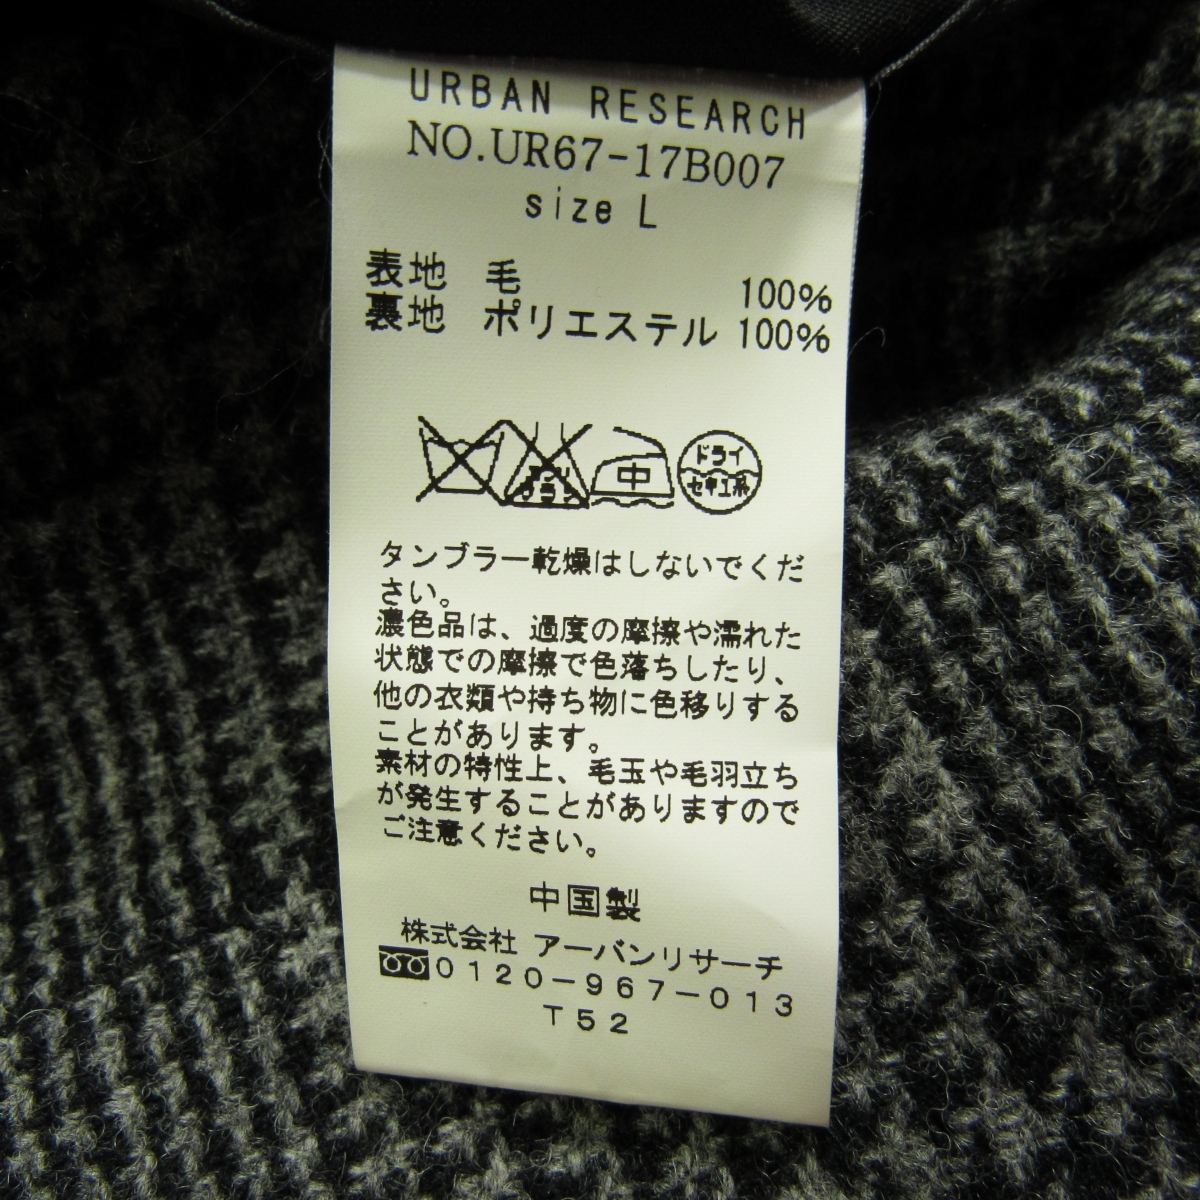 URBAN RESEARCH
NO.UR67-17B007
size L
表地 毛 100%
裏地 ポリエステル 100%
エンソ サラシ 中 ドライ
セキユ系
タンブラー乾燥はしないでくだ
さい。
濃色品は、過度の摩擦や濡れた
状態での摩擦で色落ちしたり、
他の衣類や持ち物に色移りする
ことがあります。
素材の特性上、毛玉や毛羽立ち
が発生することがありますので
ご注意ください。
中国製
株式会社 アーバンリサーチ
0120-967-013
T52